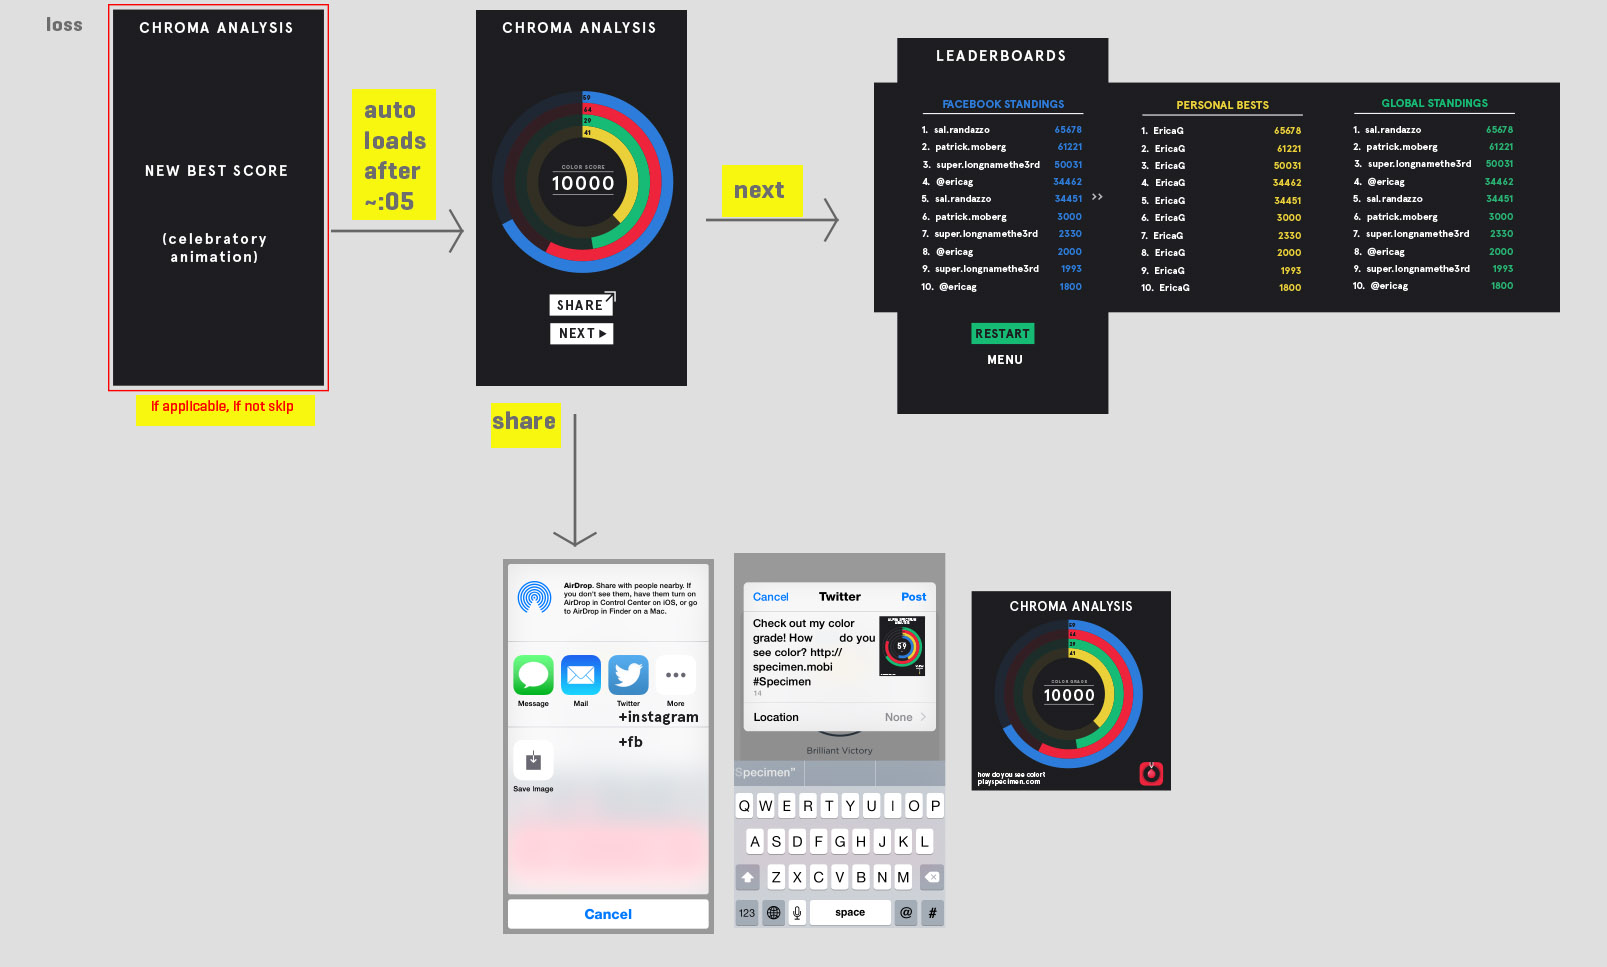 loss
CHROMA ANALYSIS
NEW BEST SCORE
(celebratory
animation)
If applicable, if not skip
auto
loads
after
~:05
CHROMA ANALYSIS
59
64
29
41
COLOR SCORE
10000
SHARE
NEXT
next
LEADERBOARDS
FACEBOOK STANDINGS
1. sal.randazzo 65678
2. patrick.moberg 61221
3. super.longnamethe3rd 50031
4. @ericag 34462
5. sal.randazzo 34451 >>
6. patrick.moberg 3000
7. super.longnamethe3rd 2330
8. @ericag 2000
9. super.longnamethe3rd 1993
10. @ericag 1800
PERSONAL BESTS
1. EricaG 65678
2. EricaG 61221
3. EricaG 50031
4. EricaG 34462
5. EricaG 34451
6. EricaG 3000
7. EricaG 2330
8. EricaG 2000
9. EricaG 1993
10. EricaG 1800
GLOBAL STANDINGS
1. sal.randazzo 65678
2. patrick.moberg 61221
3. super.longnamethe3rd 50031
4. @ericag 34462
5. sal.randazzo 34451
6. patrick.moberg 3000
7. super.longnamethe3rd 2330
8. @ericag 2000
9. super.longnamethe3rd 1993
10. @ericag 1800
RESTART
MENU
share
AirDrop. Share with people nearby. If
you don't see them, have them turn on
AirDrop in Control Center on iOS, or go
to AirDrop in Finder on a Mac.
Message Mail Twitter More
+instagram
+fb
Save Image
Cancel
Cancel Twitter Post
Check out my color
grade! How do you
see color? http://
specimen.mobi
#Specimen
14
59
Location None
Brilliant Victory
Specimen"
Q W E R T Y U I O P
A S D F G H J K L
Z X C V B N M
123 space @ #
CHROMA ANALYSIS
59
64
29
41
COLOR GRADE
10000
how do you see color?
playspecimen.com